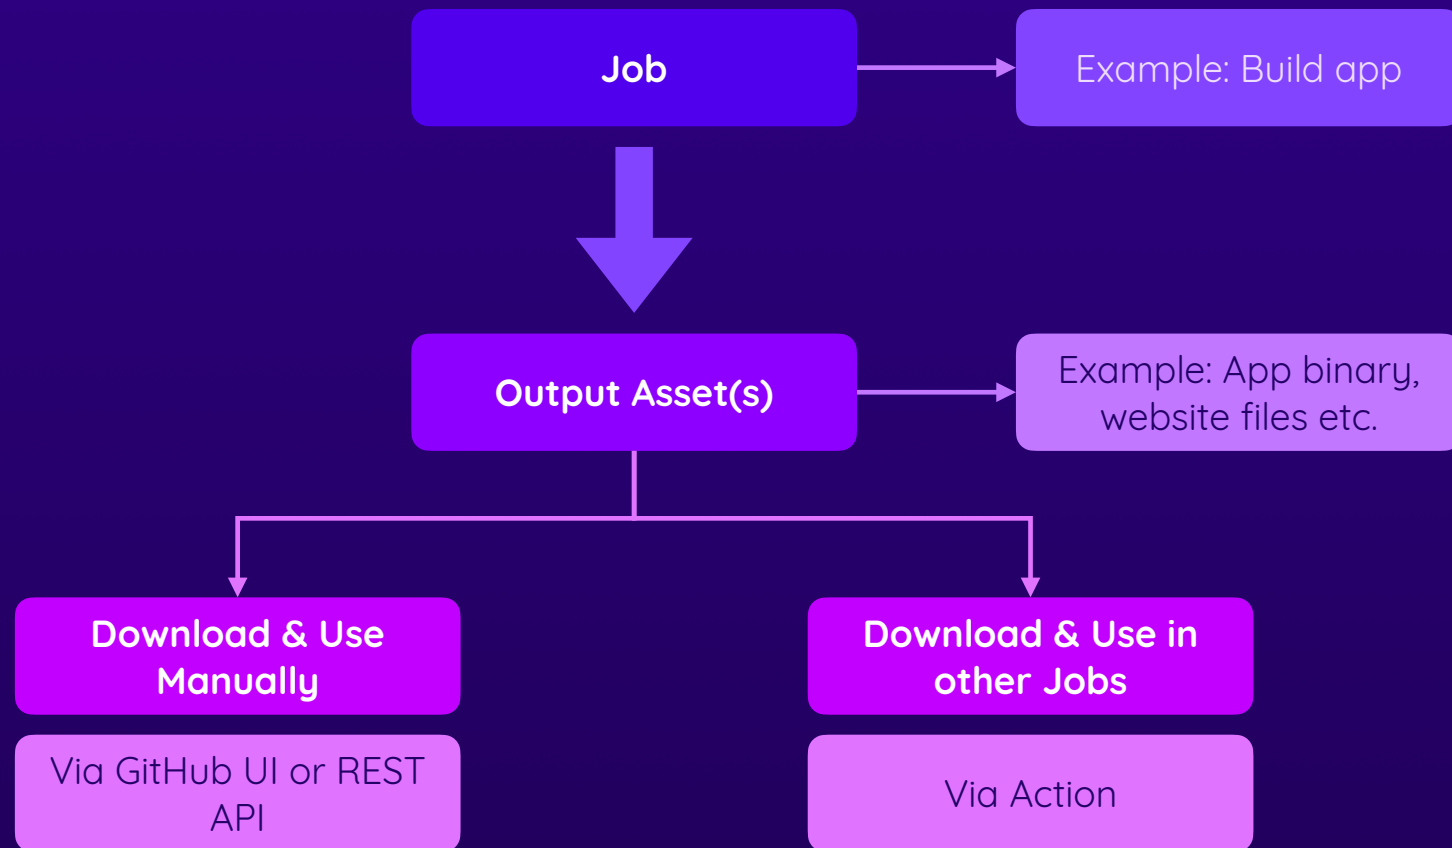 Job
Example: Build app
Output Asset(s)
Example: App binary,
website files etc.
Download & Use
Manually
Download & Use in
other Jobs
Via GitHub UI or REST
API
Via Action